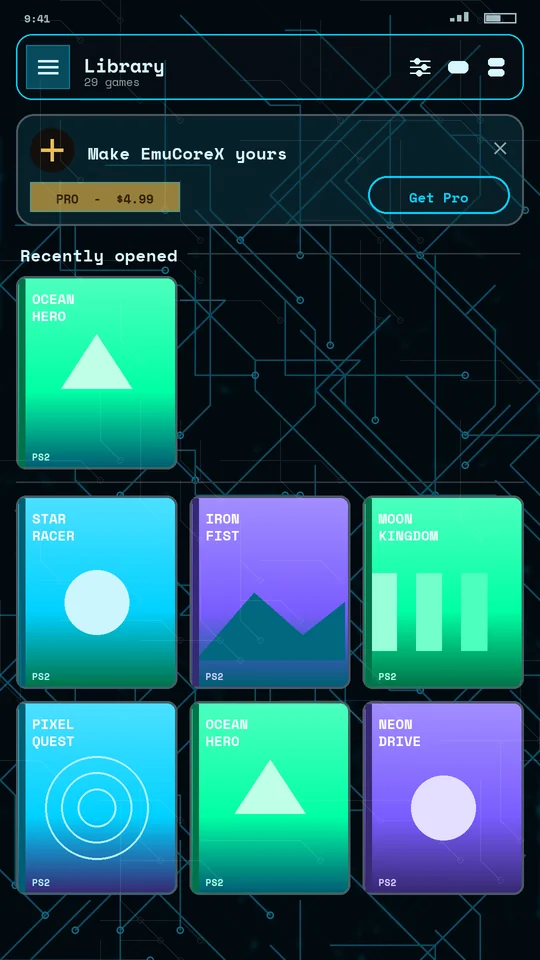 9:41
Library
29 games
Make EmuCoreX yours
PRO - $4.99
Get Pro
Recently opened
OCEAN
HERO
PS2
STAR
RACER
PS2
IRON
FIST
PS2
MOON
KINGDOM
PS2
PIXEL
QUEST
PS2
OCEAN
HERO
PS2
NEON
DRIVE
PS2